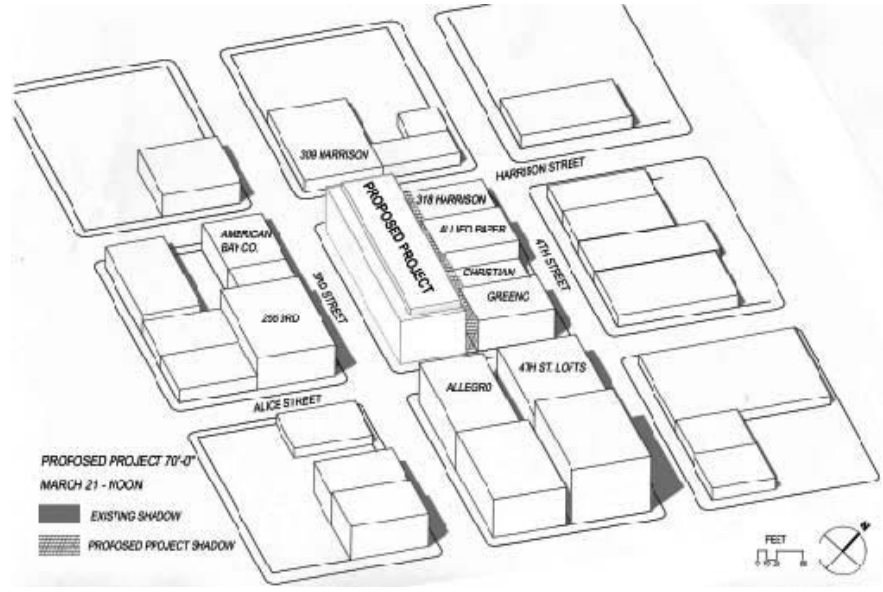 309 HARRISON
HARRISON STREET
PROPOSED PROJECT
318 HARRISON
ALLIED PAPER
AMERICAN
BAY CO.
4TH STREET
CHRISTIAN
3RD STREET
GREENC
3RD
4TH ST. LOFTS
ALLEGRO
ALICE STREET
PROPOSED PROJECT 70'-0"
MARCH 21 - NOON
EXISTING SHADOW
PROPOSED PROJECT SHADOW
FEET
N